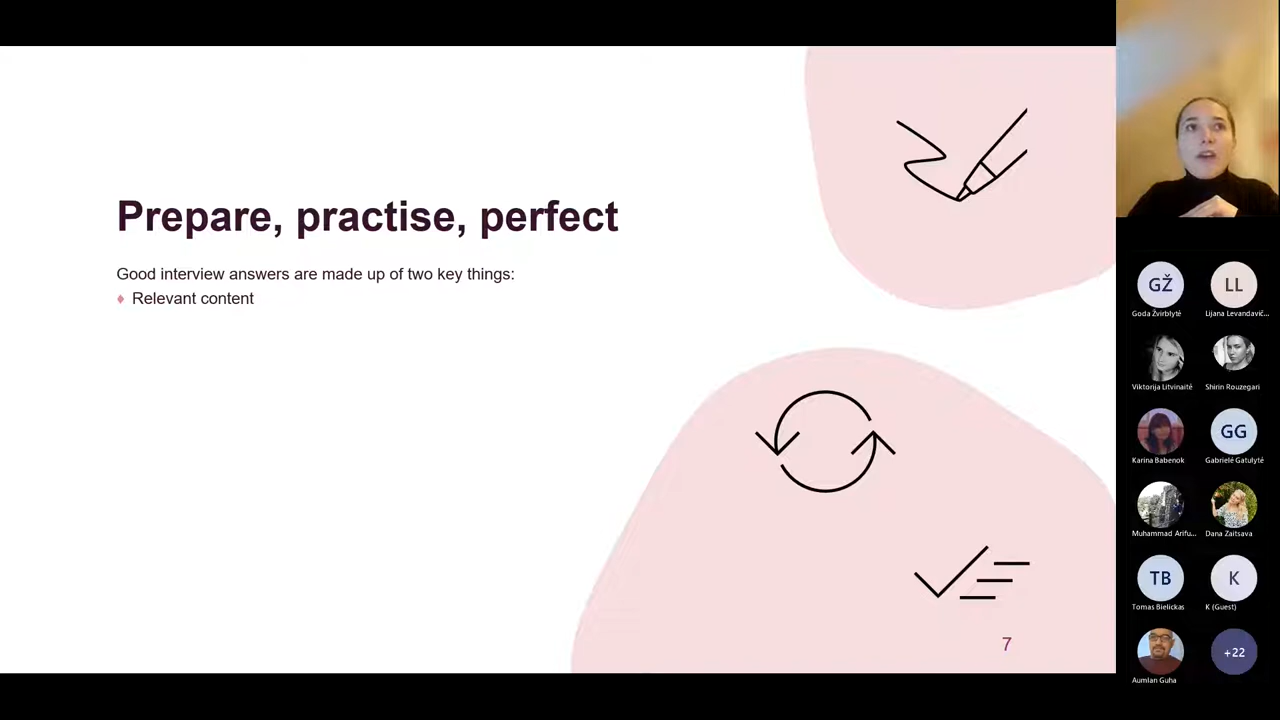 Prepare, practise, perfect
Good interview answers are made up of two key things:
Relevant content
7
GŽ
LL
Goda Žvirblytė
Lijana Levandavič...
Viktorija Litvinaitė
Shirin Rouzegari
GG
Karina Babenok
Gabrielė Gatulytė
Muhammad Arifu...
Dana Zaitsava
TB
K
Tomas Bielickas
K (Guest)
+22
Aumlan Guha